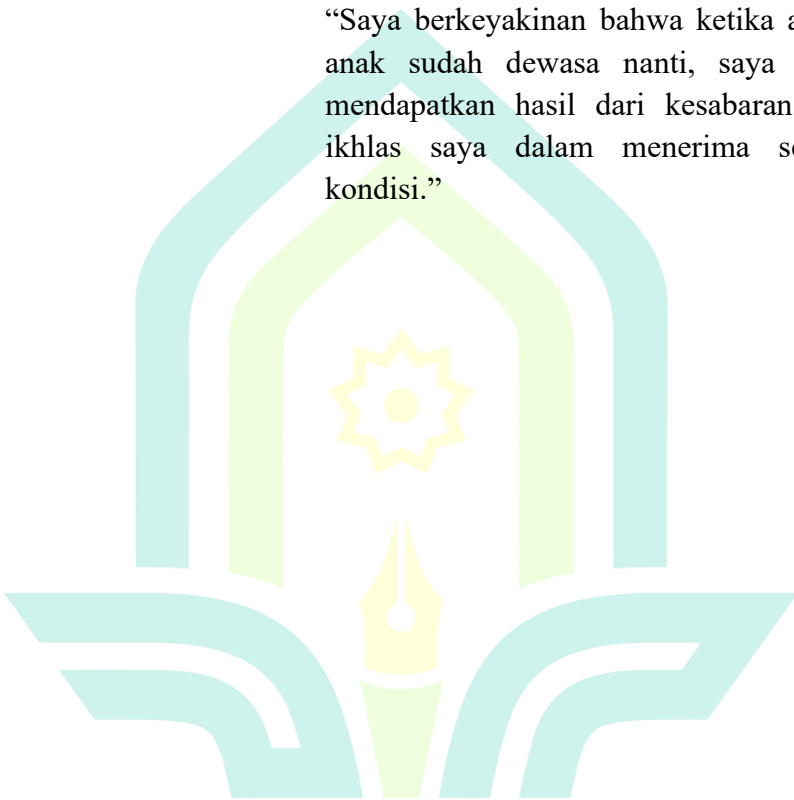 “Saya berkeyakinan bahwa ketika
anak sudah dewasa nanti, saya
mendapatkan hasil dari kesabaran
ikhlas saya dalam menerima
kondisi.”